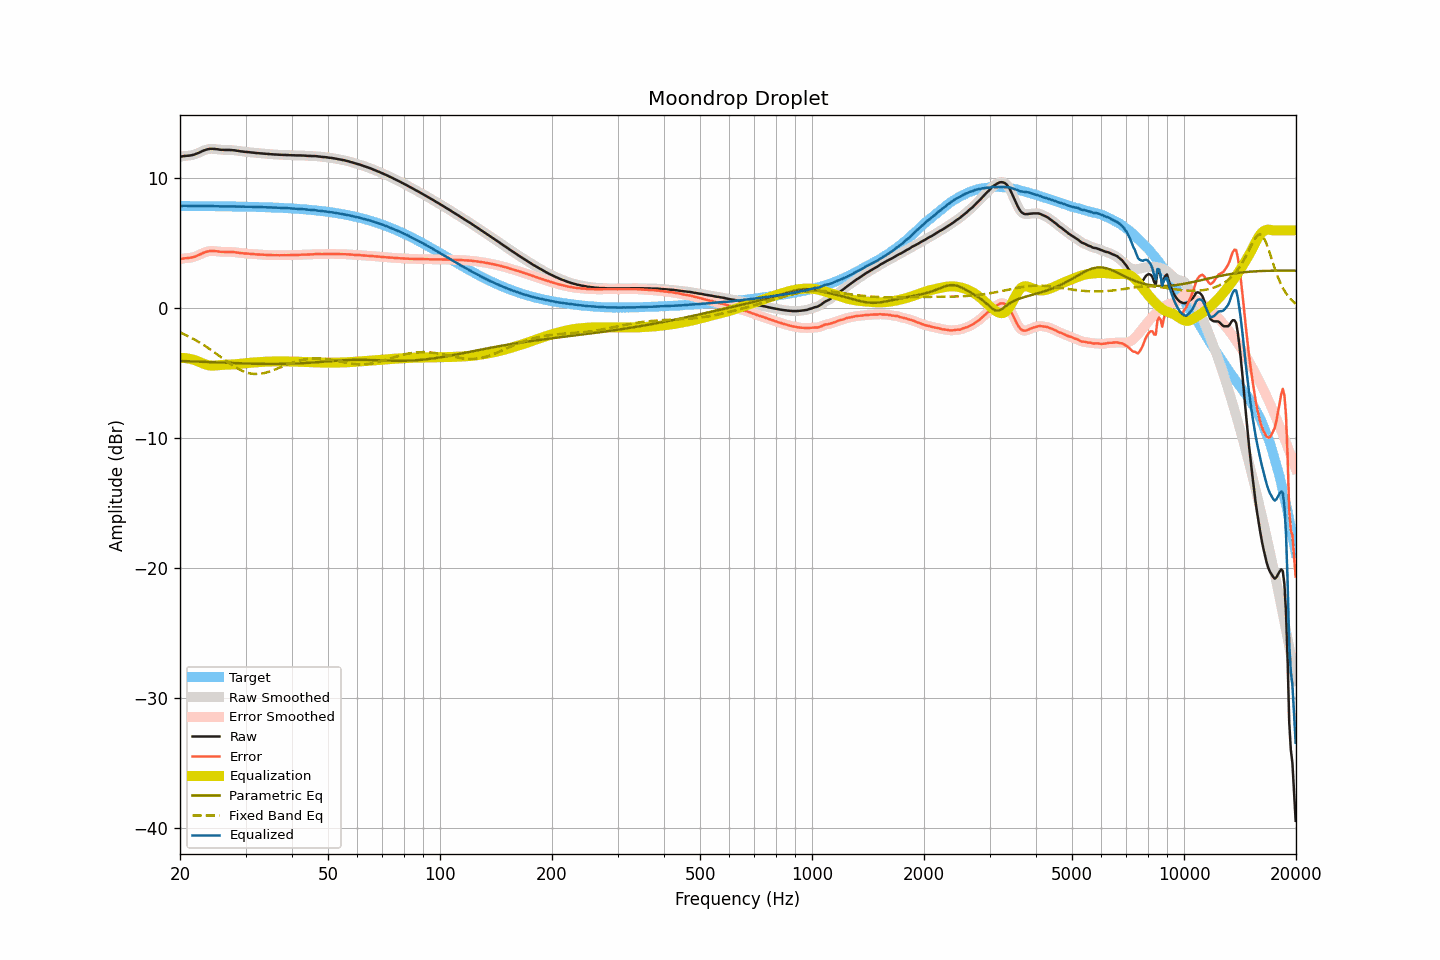 Moondrop Droplet
Amplitude (dBr)
10
0
−10
−20
−30
−40
Target
Raw Smoothed
Error Smoothed
Raw
Error
Equalization
Parametric Eq
Fixed Band Eq
Equalized
20 50 100 200 500 1000 2000 5000 10000 20000
Frequency (Hz)